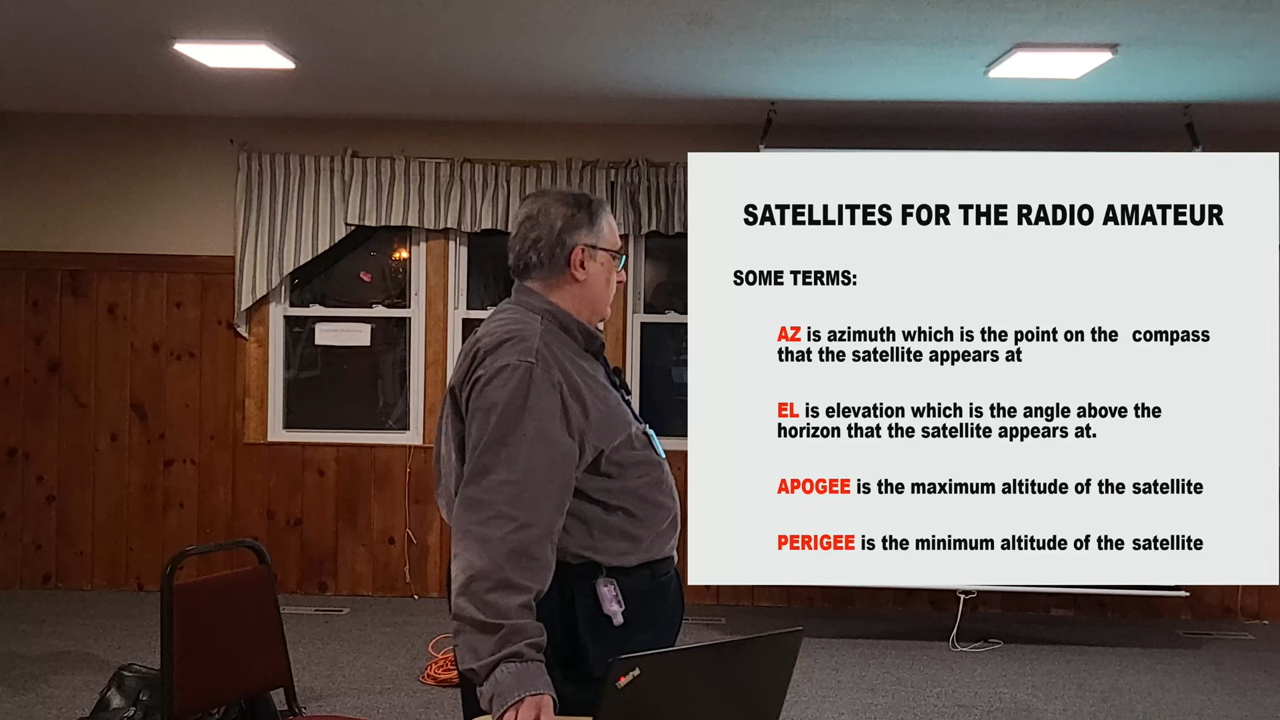 SATELLITES FOR THE RADIO AMATEUR
SOME TERMS:
AZ is azimuth which is the point on the compass
that the satellite appears at
EL is elevation which is the angle above the
horizon that the satellite appears at.
APOGEE is the maximum altitude of the satellite
PERIGEE is the minimum altitude of the satellite
ThinkPad